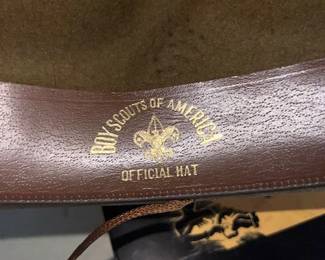 BOY SCOUTS OF AMERICA
OFFICIAL HAT